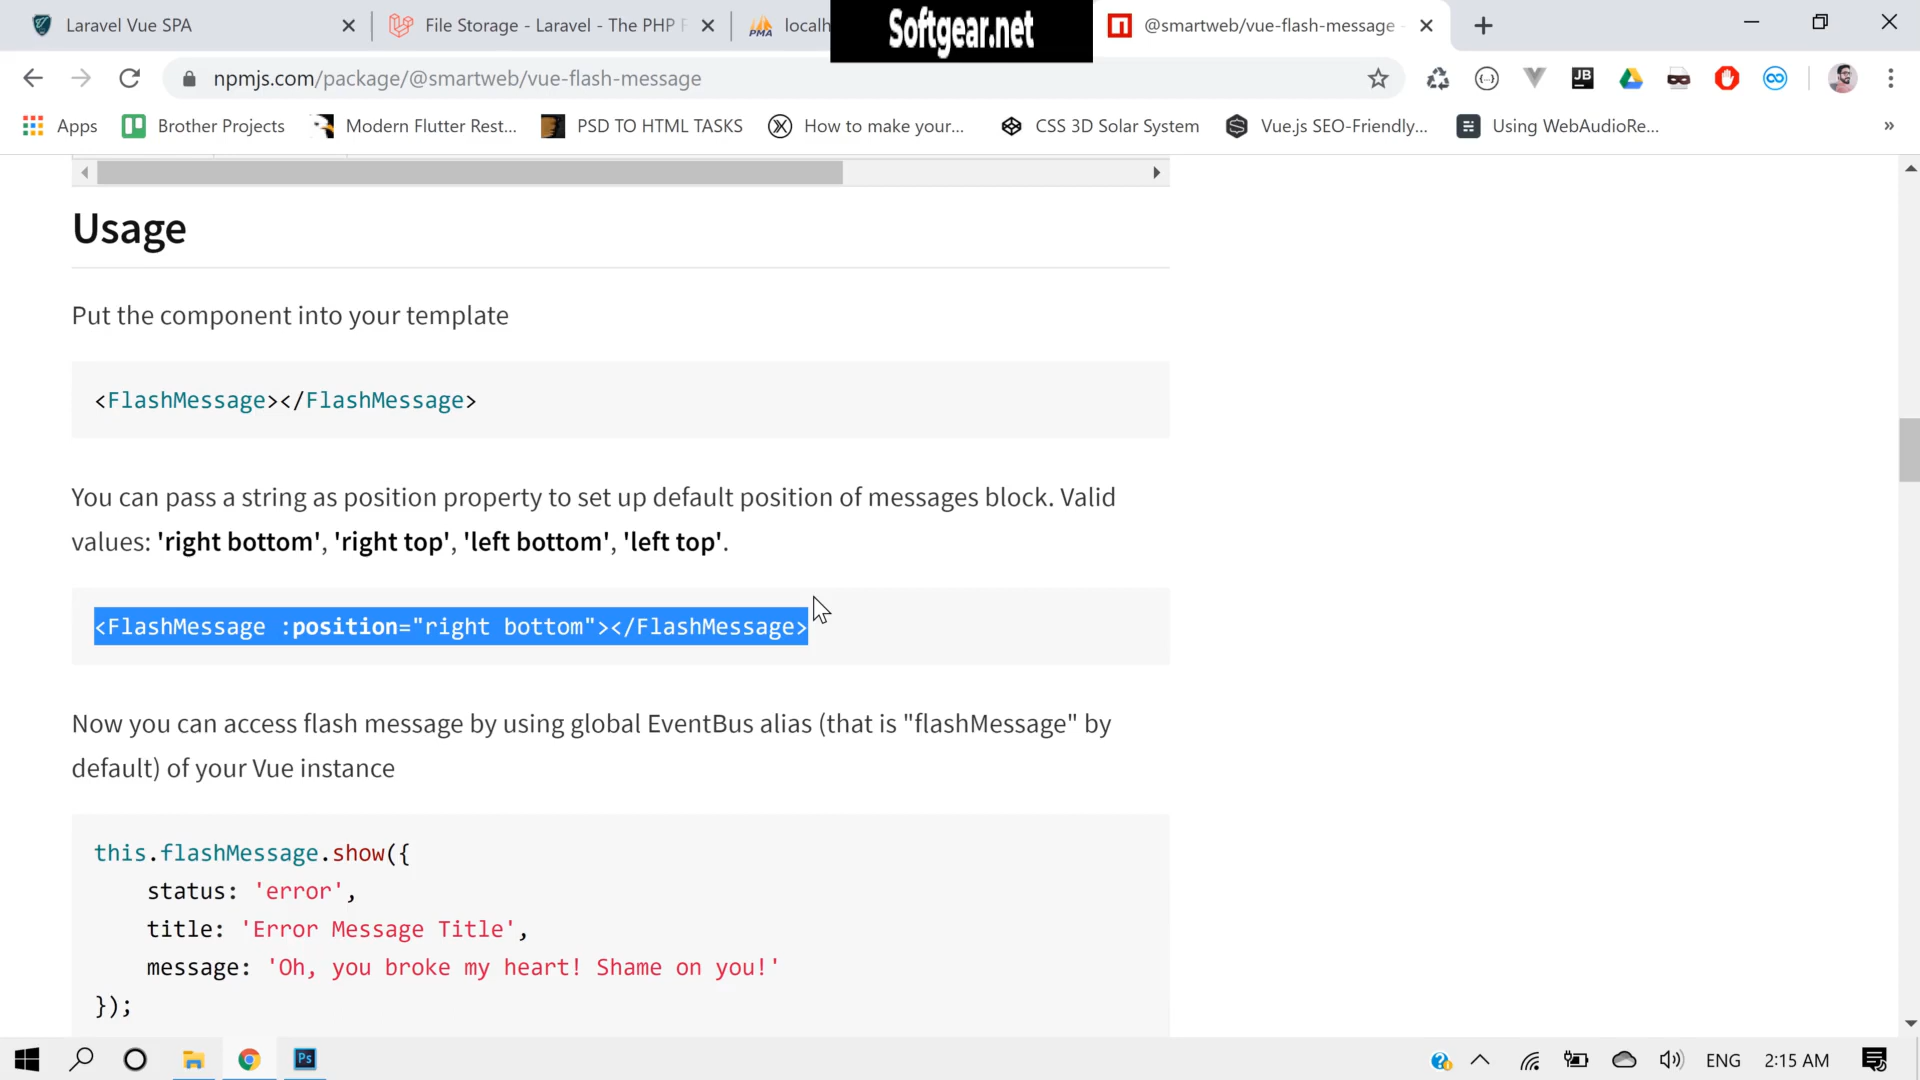 Laravel Vue SPA
File Storage - Laravel - The PHP F
PMA
localh
Softgear.net
@smartweb/vue-flash-message -
npmjs.com/package/@smartweb/vue-flash-message
JB
Apps
Brother Projects
Modern Flutter Rest...
PSD TO HTML TASKS
How to make your...
CSS 3D Solar System
Vue.js SEO-Friendly...
Using WebAudioRe...
»
Usage
Put the component into your template
<FlashMessage></FlashMessage>
You can pass a string as position property to set up default position of messages block. Valid
values: 'right bottom', 'right top', 'left bottom', 'left top'.
<FlashMessage :position="right bottom"></FlashMessage>
Now you can access flash message by using global EventBus alias (that is "flashMessage" by
default) of your Vue instance
this.flashMessage.show({
    status: 'error',
    title: 'Error Message Title',
    message: 'Oh, you broke my heart! Shame on you!'
});
Ps
ENG
2:15 AM